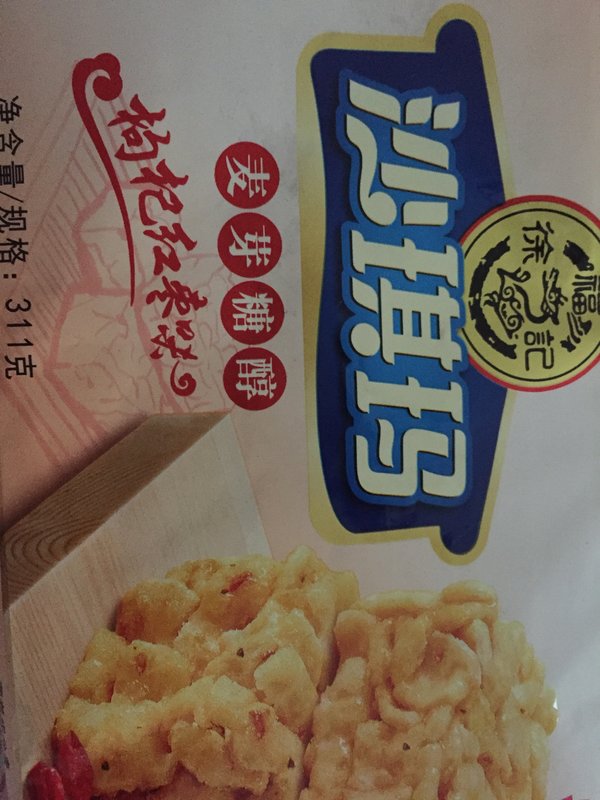 徐福記
沙琪玛
麦芽糖醇
枸杞红枣味
净含量/规格: 311克